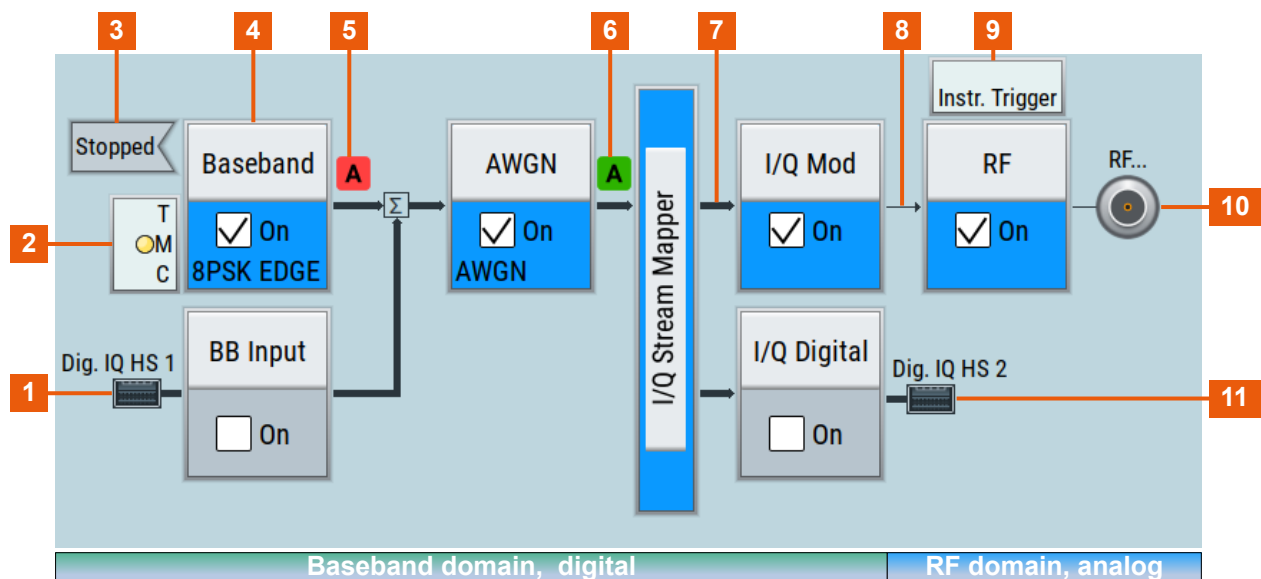 3
4
5
6
7
8
9
Instr. Trigger
Stopped
Baseband
A
AWGN
A
I/Q Mod
RF
RF...
T
M
C
On
8PSK EDGE
Σ
On
AWGN
I/Q Stream Mapper
On
On
10
2
Dig. IQ HS 1
BB Input
I/Q Digital
Dig. IQ HS 2
1
On
On
11
Baseband domain, digital
RF domain, analog